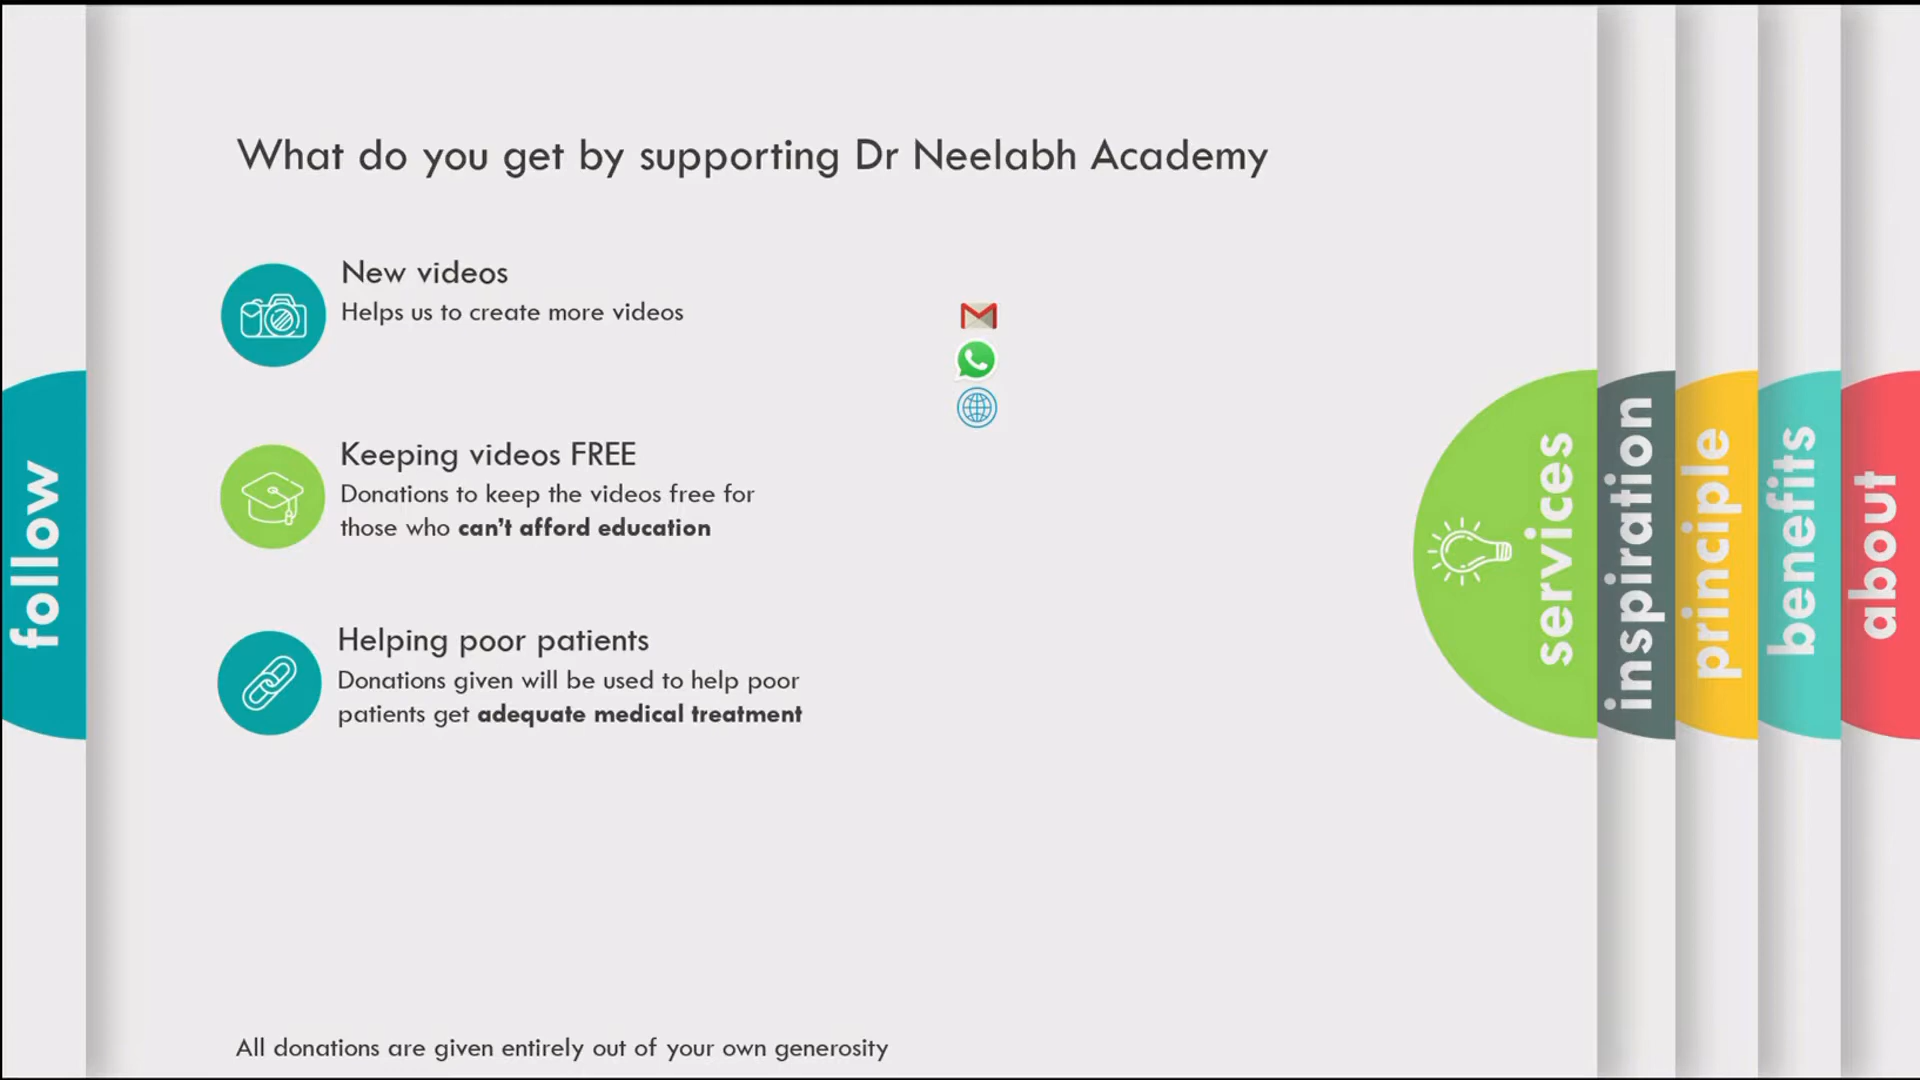 What do you get by supporting Dr Neelabh Academy
New videos
Helps us to create more videos
Keeping videos FREE
Donations to keep the videos free for
those who can't afford education
Helping poor patients
Donations given will be used to help poor
patients get adequate medical treatment
All donations are given entirely out of your own generosity
follow
services
inspiration
principle
benefits
about